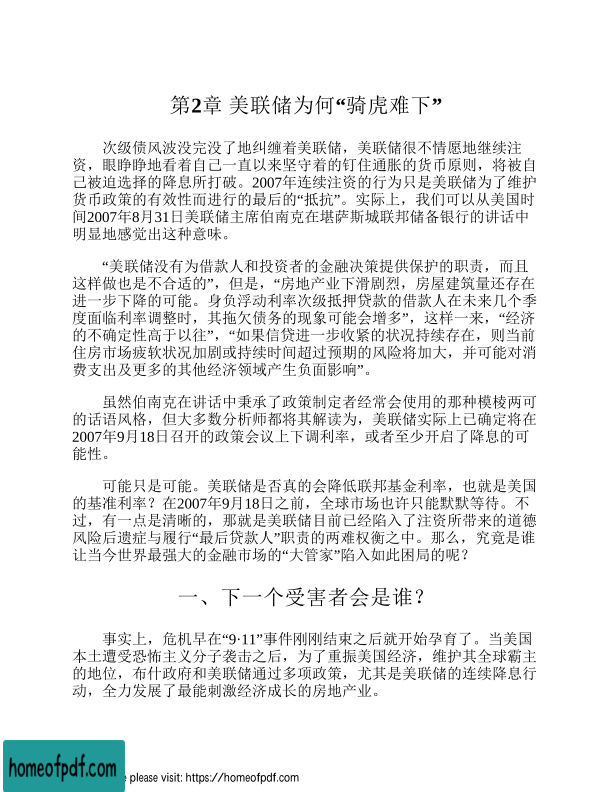 第2章 美联储为何“骑虎难下”
次级债风波没完没了地纠缠着美联储，美联储很不情愿地继续注
资，眼睁睁地看着自己一直以来坚守着的钉住通胀的货币原则，将被自
己被迫选择的降息所打破。2007年连续注资的行为只是美联储为了维护
货币政策的有效性而进行的最后的“抵抗”。实际上，我们可以从美国时
间2007年8月31日美联储主席伯南克在堪萨斯城联邦储备银行的讲话中
明显地感觉出这种意味。
“美联储没有为借款人和投资者的金融决策提供保护的职责，而且
这样做也是不合适的”，但是，“房地产业下滑剧烈，房屋建筑量还存在
进一步下降的可能。身负浮动利率次级抵押贷款的借款人在未来几个季
度面临利率调整时，其拖欠债务的现象可能会增多”，这样一来，“经济
的不确定性高于以往”，“如果信贷进一步收紧的状况持续存在，则当前
住房市场疲软状况加剧或持续时间超过预期的风险将加大，并可能对消
费支出及更多的其他经济领域产生负面影响”。
虽然伯南克在讲话中秉承了政策制定者经常会使用的那种模棱两可
的话语风格，但大多数分析师都将其解读为，美联储实际上已确定将在
2007年9月18日召开的政策会议上下调利率，或者至少开启了降息的可
能性。
可能只是可能。美联储是否真的会降低联邦基金利率，也就是美国
的基准利率？在2007年9月18日之前，全球市场也许只能默默等待。不
过，有一点是清晰的，那就是美联储目前已经陷入了注资所带来的道德
风险后遗症与履行“最后贷款人”职责的两难权衡之中。那么，究竟是谁
让当今世界最强大的金融市场的“大管家”陷入如此困局的呢？
一、下一个受害者会是谁？
事实上，危机早在“9·11”事件刚刚结束之后就开始孕育了。当美国
本土遭受恐怖主义分子袭击之后，为了重振美国经济，维护其全球霸主
的地位，布什政府和美联储通过多项政策，尤其是美联储的连续降息行
动，全力发展了最能刺激经济成长的房地产业。
homeofpdf.com
e please visit: https://homeofpdf.com